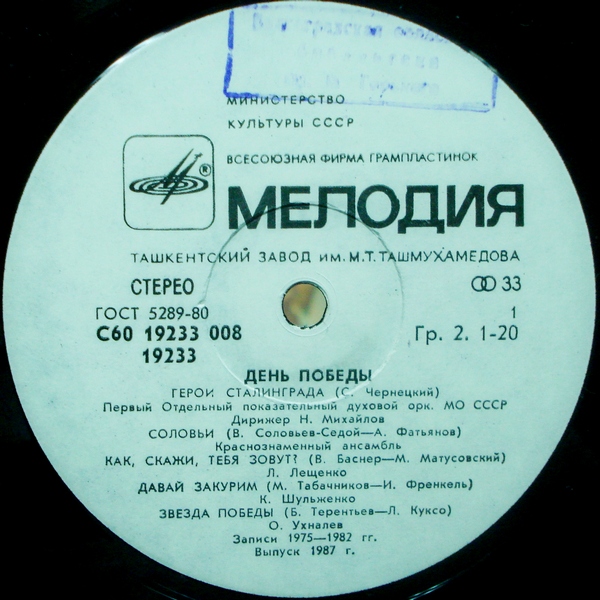 МИНИСТЕРСТВО
КУЛЬТУРЫ СССР
ВСЕСОЮЗНАЯ ФИРМА ГРАМПЛАСТИНОК
®
МЕЛОДИЯ
ТАШКЕНТСКИЙ ЗАВОД ИМ. М.Т. ТАШМУХАМЕДОВА
СТЕРЕО 33
ГОСТ 5289-80 1
С60 19233 008 Гр. 2. 1-20
19233
ДЕНЬ ПОБЕДЫ
ГЕРОИ СТАЛИНГРАДА (С. Чернецкий)
Первый Отдельный показательный духовой орк. МО СССР
Дирижер Н. Михайлов
СОЛОВЬИ (В. Соловьев-Седой—А. Фатьянов)
Краснознаменный ансамбль
КАК, СКАЖИ, ТЕБЯ ЗОВУТ? (В. Баснер—М. Матусовский)
Л. Лещенко
ДАВАЙ ЗАКУРИМ (М. Табачников—И. Френкель)
К. Шульженко
ЗВЕЗДА ПОБЕДЫ (Б. Терентьев—Л. Куксо)
О. Ухналев
Записи 1975—1982 гг.
Выпуск 1987 г.